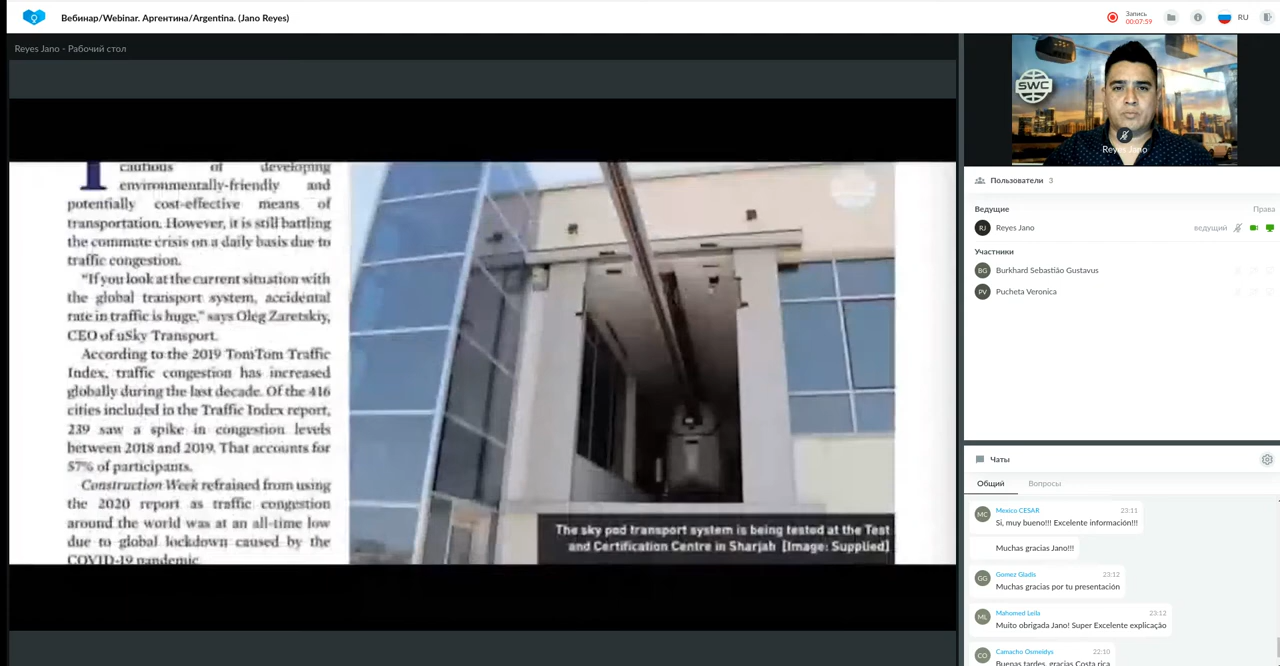 Вебинар/Webinar. Аргентина/Argentina. (Jano Reyes)
Запись
00:07:59
RU
Reyes Jano - Рабочий стол
cautious of developing
environmentally-friendly and
potentially cost-effective means of
transportation. However, it is still battling
the commute crisis on a daily basis due to
traffic congestion.
"If you look at the current situation with
the global transport system, accidental
rate in traffic is huge," says Oleg Zaretskiy,
CEO of uSky Transport.
According to the 2019 TomTom Traffic
Index, traffic congestion has increased
globally during the last decade. Of the 416
cities included in the Traffic Index report,
239 saw a spike in congestion levels
between 2018 and 2019. That accounts for
57% of participants.
Construction Week refrained from using
the 2020 report as traffic congestion
around the world was at an all-time low
due to global lockdown caused by the
COVID-19 pandemic.
The sky pod transport system is being tested at the Test
and Certification Centre in Sharjah [Image: Supplied]
SWC
Reyes Jano
Пользователи 3
Ведущие Права
RJ Reyes Jano ведущий
Участники
BG Burkhard Sebastião Gustavus
PV Pucheta Veronica
Чаты
Общий Вопросы
MC Mexico CESAR 23:11
Si, muy bueno!!! Excelente información!!!
Muchas gracias Jano!!!
GG Gomez Gladis 23:12
Muchas gracias por tu presentación
ML Mahomed Leila 23:12
Muito obrigada Jano! Super Excelente explicação
CO Camacho Osmeidys 22:10
Buenas tardes, gracias Costa rica